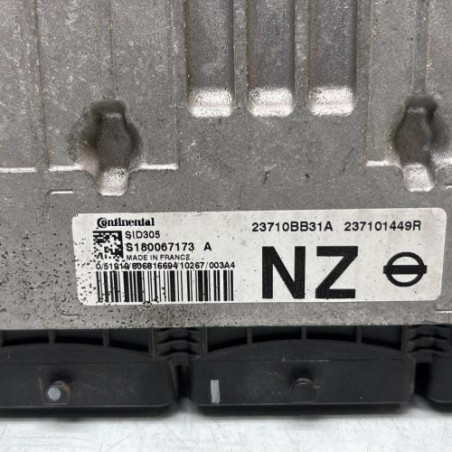 Continental
SID305
S180067173 A
MADE IN FRANCE
23710BB31A 237101449R
NZ